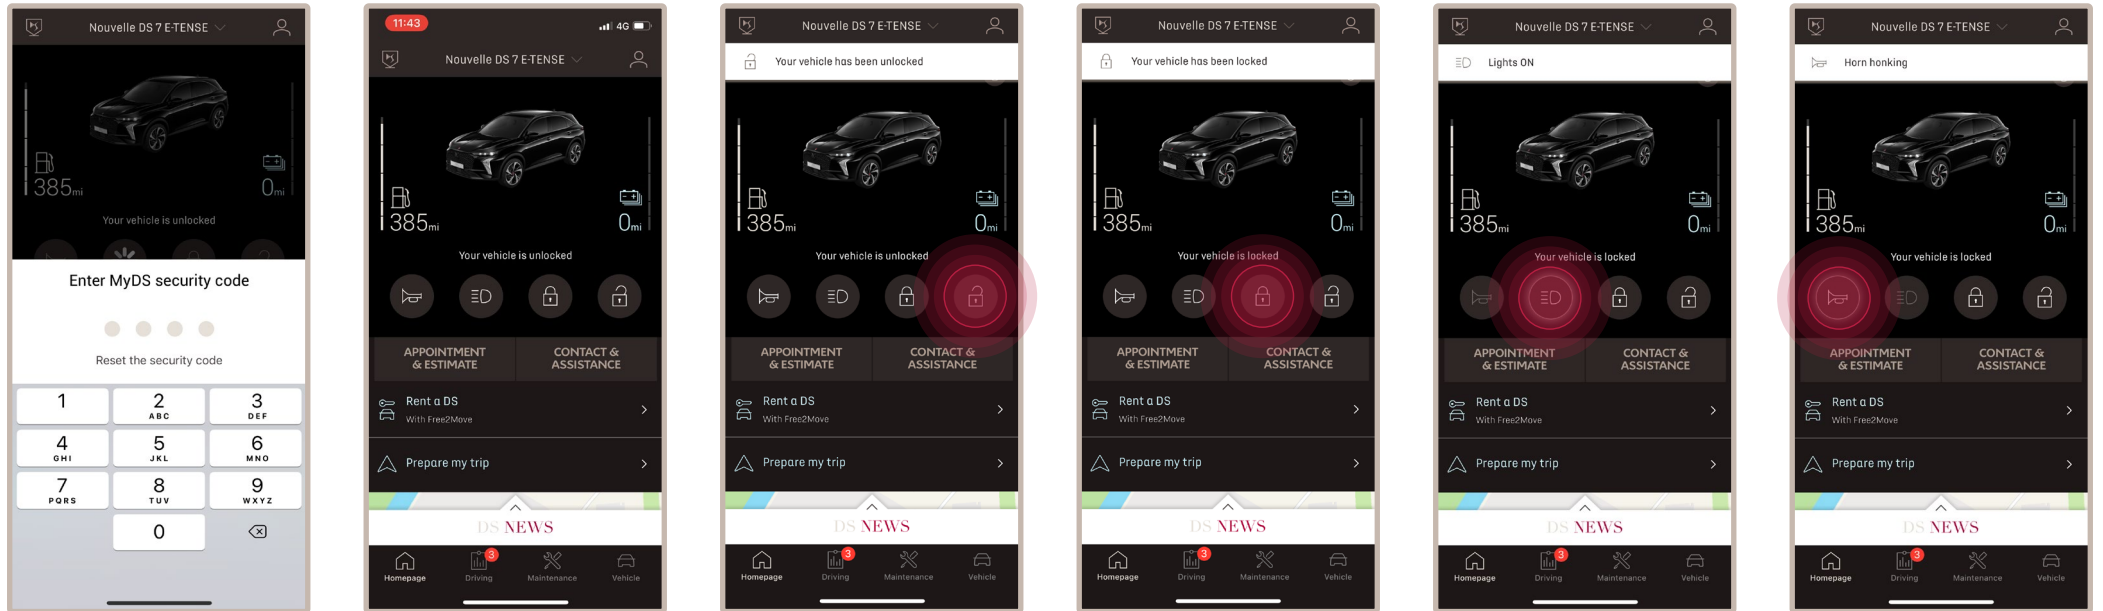 Nouvelle DS 7 E-TENSE
385mi
0mi
Your vehicle is unlocked
Enter MyDS security code
Reset the security code
1
2
ABC
3
DEF
4
GHI
5
JKL
6
MNO
7
PQRS
8
TUV
9
WXYZ
0
11:43
4G
Nouvelle DS 7 E-TENSE
385mi
0mi
Your vehicle is unlocked
APPOINTMENT
& ESTIMATE
CONTACT &
ASSISTANCE
Rent a DS
With Free2Move
Prepare my trip
DS NEWS
3
Homepage
Driving
Maintenance
Vehicle
Nouvelle DS 7 E-TENSE
Your vehicle has been unlocked
385mi
0mi
Your vehicle is unlocked
APPOINTMENT
& ESTIMATE
CONTACT &
ASSISTANCE
Rent a DS
With Free2Move
Prepare my trip
DS NEWS
3
Homepage
Driving
Maintenance
Vehicle
Nouvelle DS 7 E-TENSE
Your vehicle has been locked
385mi
0mi
Your vehicle is locked
APPOINTMENT
& ESTIMATE
CONTACT &
ASSISTANCE
Rent a DS
With Free2Move
Prepare my trip
DS NEWS
3
Homepage
Driving
Maintenance
Vehicle
Nouvelle DS 7 E-TENSE
Lights ON
385mi
0mi
Your vehicle is locked
APPOINTMENT
& ESTIMATE
CONTACT &
ASSISTANCE
Rent a DS
With Free2Move
Prepare my trip
DS NEWS
3
Homepage
Driving
Maintenance
Vehicle
Nouvelle DS 7 E-TENSE
Horn honking
385mi
0mi
Your vehicle is locked
APPOINTMENT
& ESTIMATE
CONTACT &
ASSISTANCE
Rent a DS
With Free2Move
Prepare my trip
DS NEWS
3
Homepage
Driving
Maintenance
Vehicle